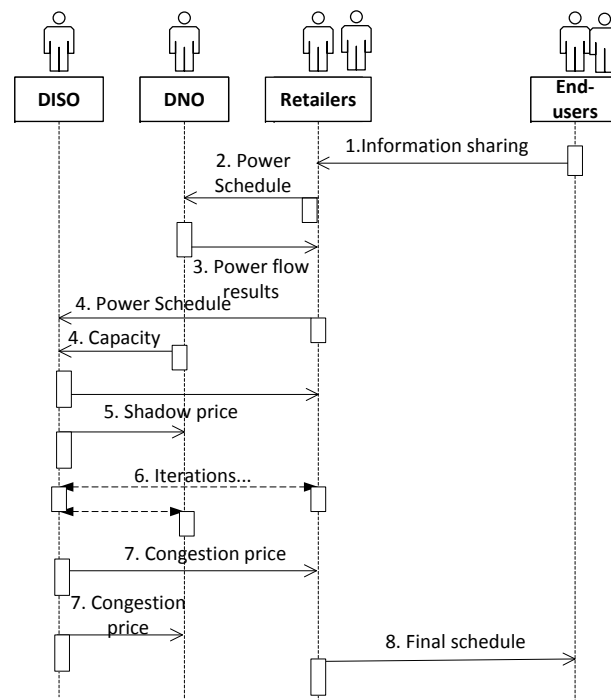 DISO
DNO
Retailers
End-
users
1.Information sharing
2. Power
Schedule
3. Power flow
results
4. Power Schedule
4. Capacity
5. Shadow price
6. Iterations...
7. Congestion price
7. Congestion
price
8. Final schedule